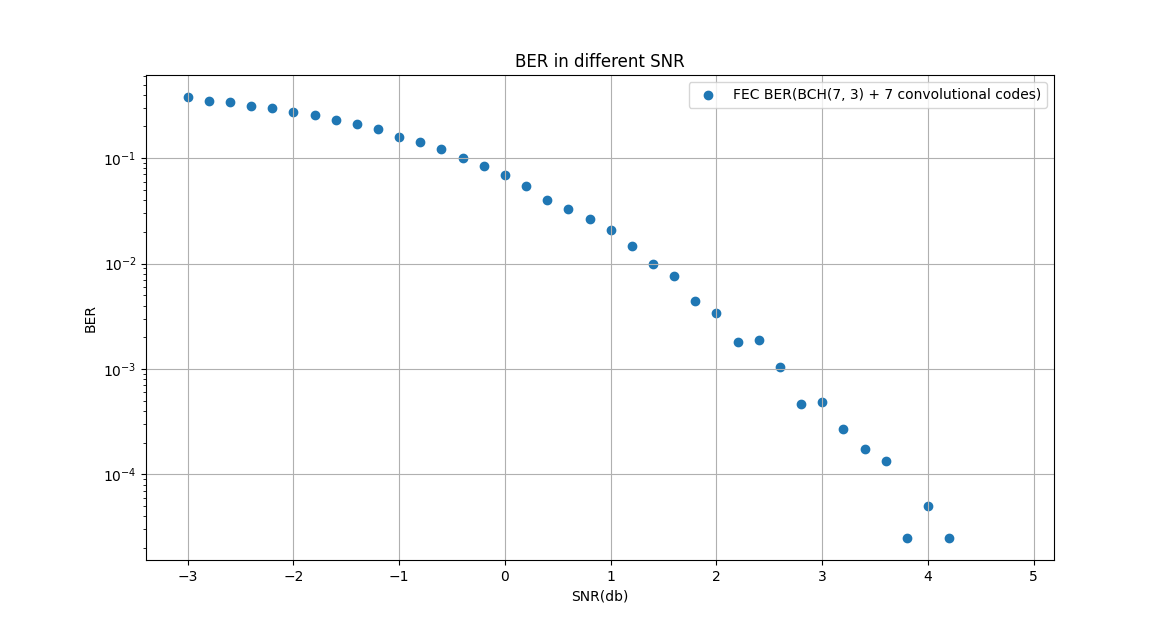 BER in different SNR
FEC BER(BCH(7, 3) + 7 convolutional codes)
BER
10⁻¹
10⁻²
10⁻³
10⁻⁴
−3 −2 −1 0 1 2 3 4 5
SNR(db)